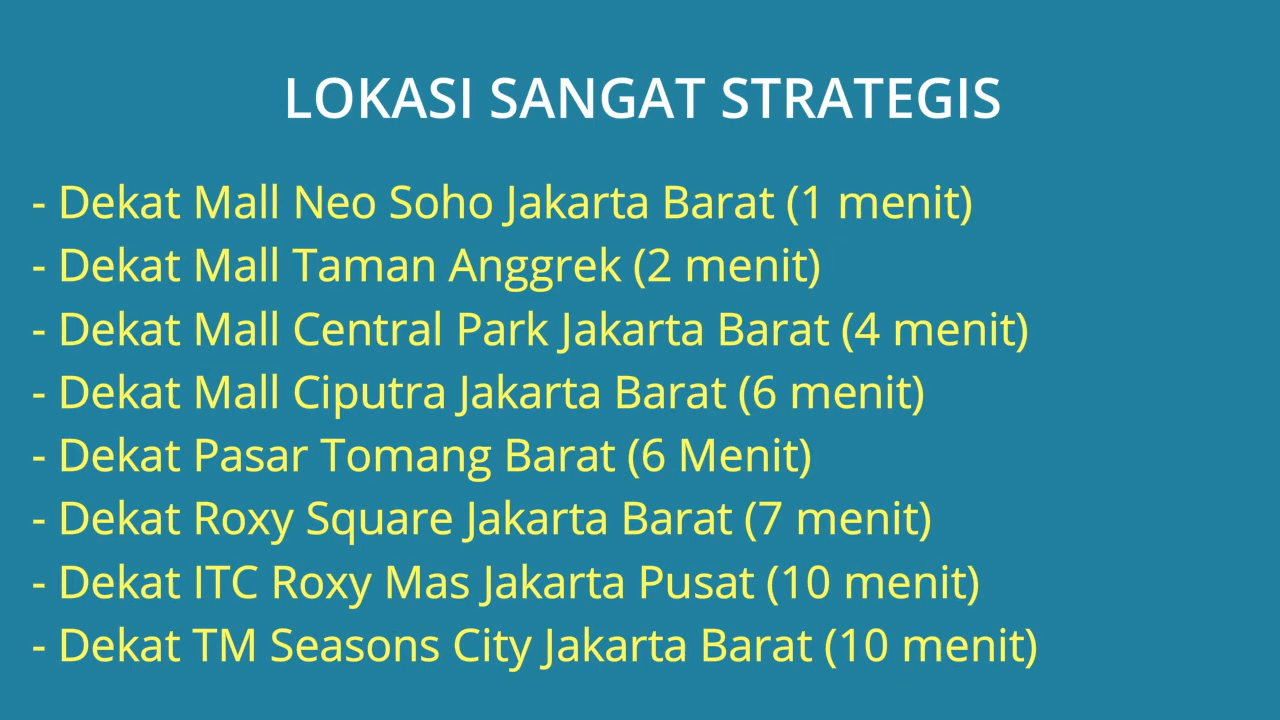 LOKASI SANGAT STRATEGIS
- Dekat Mall Neo Soho Jakarta Barat (1 menit)
- Dekat Mall Taman Anggrek (2 menit)
- Dekat Mall Central Park Jakarta Barat (4 menit)
- Dekat Mall Ciputra Jakarta Barat (6 menit)
- Dekat Pasar Tomang Barat (6 Menit)
- Dekat Roxy Square Jakarta Barat (7 menit)
- Dekat ITC Roxy Mas Jakarta Pusat (10 menit)
- Dekat TM Seasons City Jakarta Barat (10 menit)